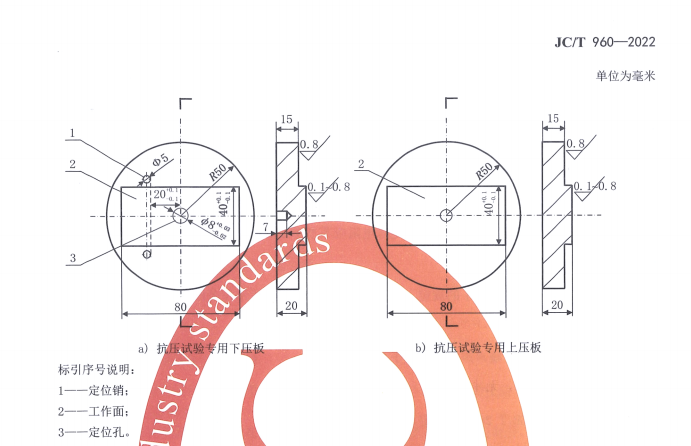 JC/T 960—2022
单位为毫米
1
2
3
Φ5
R50
20
40
Φ8
80
15
0.8
0.1~0.8
7
20
2
R50
40
80
15
0.8
0.1~0.8
20
a) 抗压试验专用下压板
b) 抗压试验专用上压板
标引序号说明:
1——定位销;
2——工作面;
3——定位孔。
ustry standards